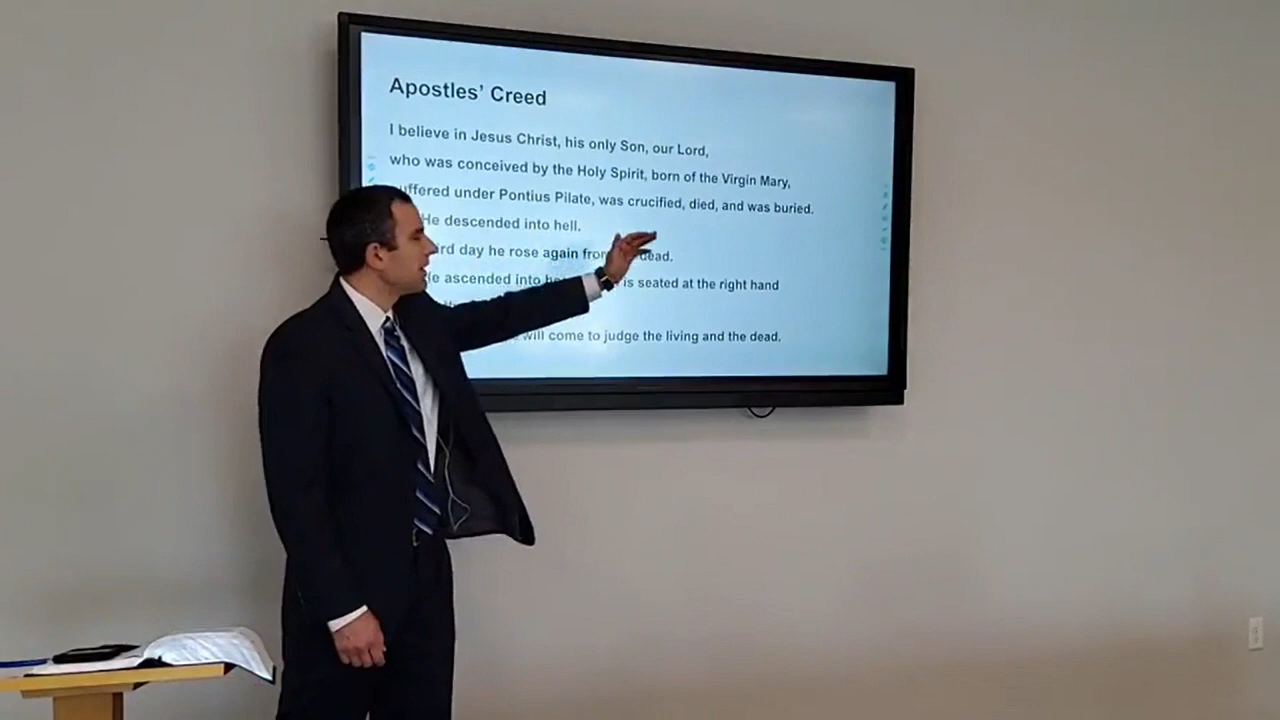 Apostles' Creed
I believe in Jesus Christ, his only Son, our Lord,
who was conceived by the Holy Spirit, born of the Virgin Mary,
uffered under Pontius Pilate, was crucified, died, and was buried.
He descended into hell.
rd day he rose again from dead.
e ascended into is seated at the right hand
will come to judge the living and the dead.